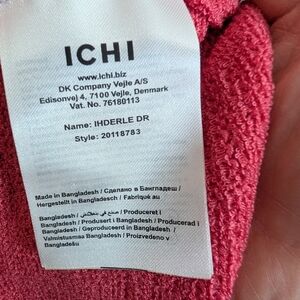 ICHI
www.ichi.biz
DK Company Vejle A/S
Edisonvej 4, 7100 Vejle, Denmark
Vat. No. 76180113
Name: IHDERLE DR
Style: 20118783
Made in Bangladesh / Сделано в Бангладеш /
Hergestellt in Bangladesch / Fabriqué au
Bangladesh / صنع في بنغلاديش / Produceret i
Bangladesh / Produsert i Bangladesh / Producerad i
Bangladesh / Geproduceerd in Bangladesh /
Valmistusmaa Bangladesh / Proizvedeno v
Bangladešu